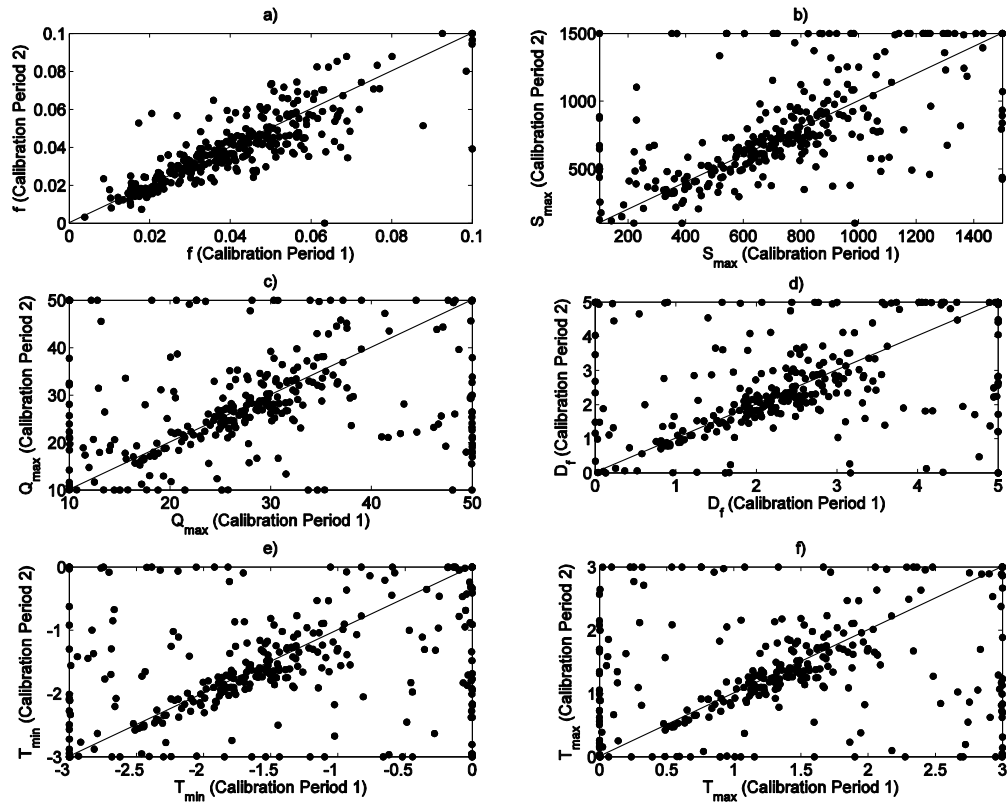 a)
0.1
0.08
0.06
0.04
0.02
0
0 0.02 0.04 0.06 0.08 0.1
f (Calibration Period 2)
f (Calibration Period 1)
b)
1500
1000
500
200 400 600 800 1000 1200 1400
S_max (Calibration Period 2)
S_max (Calibration Period 1)
c)
50
40
30
20
10
10 20 30 40 50
Q_max (Calibration Period 2)
Q_max (Calibration Period 1)
d)
5
4
3
2
1
0
0 1 2 3 4 5
D_f (Calibration Period 2)
D_f (Calibration Period 1)
e)
0
-1
-2
-3
-3 -2.5 -2 -1.5 -1 -0.5 0
T_min (Calibration Period 2)
T_min (Calibration Period 1)
f)
3
2
1
0
0 0.5 1 1.5 2 2.5 3
T_max (Calibration Period 2)
T_max (Calibration Period 1)